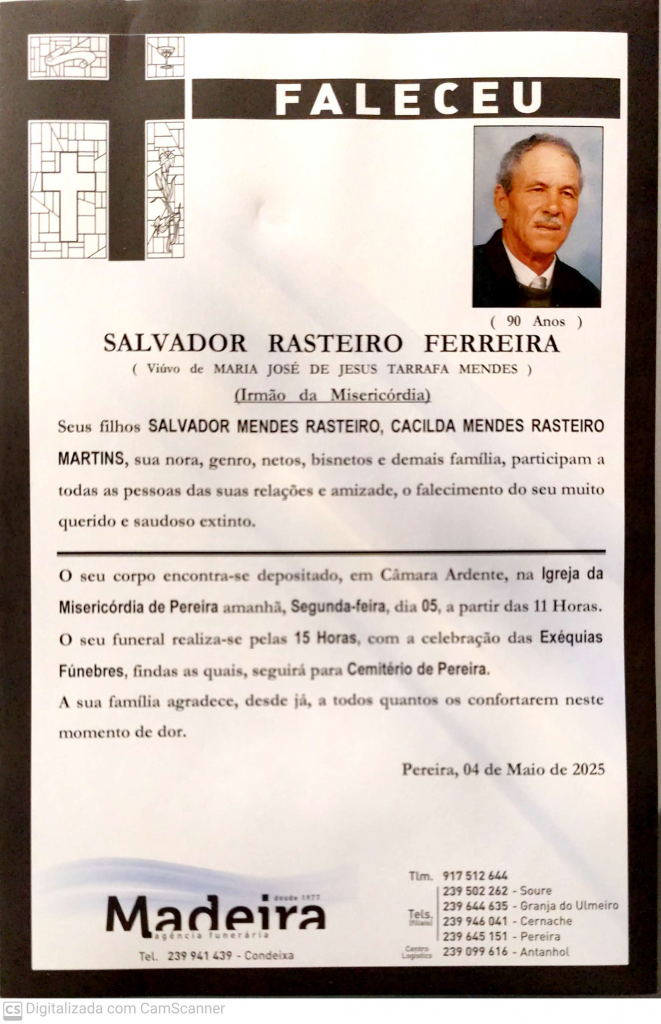 FALECEU
( 90 Anos )
SALVADOR RASTEIRO FERREIRA
( Viúvo de MARIA JOSÉ DE JESUS TARRAFA MENDES )
(Irmão da Misericórdia)
Seus filhos SALVADOR MENDES RASTEIRO, CACILDA MENDES RASTEIRO
MARTINS, sua nora, genro, netos, bisnetos e demais família, participam a
todas as pessoas das suas relações e amizade, o falecimento do seu muito
querido e saudoso extinto.
O seu corpo encontra-se depositado, em Câmara Ardente, na Igreja da
Misericórdia de Pereira amanhã, Segunda-feira, dia 05, a partir das 11 Horas.
O seu funeral realiza-se pelas 15 Horas, com a celebração das Exéquias
Fúnebres, findas as quais, seguirá para Cemitério de Pereira.
A sua família agradece, desde já, a todos quantos os confortarem neste
momento de dor.
Pereira, 04 de Maio de 2025
desde 1977
Madeira
agência funerária
Tel. 239 941 439 - Condeixa
Tlm. 917 512 644
239 502 262 - Soure
239 644 635 - Granja do Ulmeiro
Tels. 239 946 041 - Cernache
(filiais)
239 645 151 - Pereira
Centro Logístico 239 099 616 - Antanhol
CS Digitalizada com CamScanner